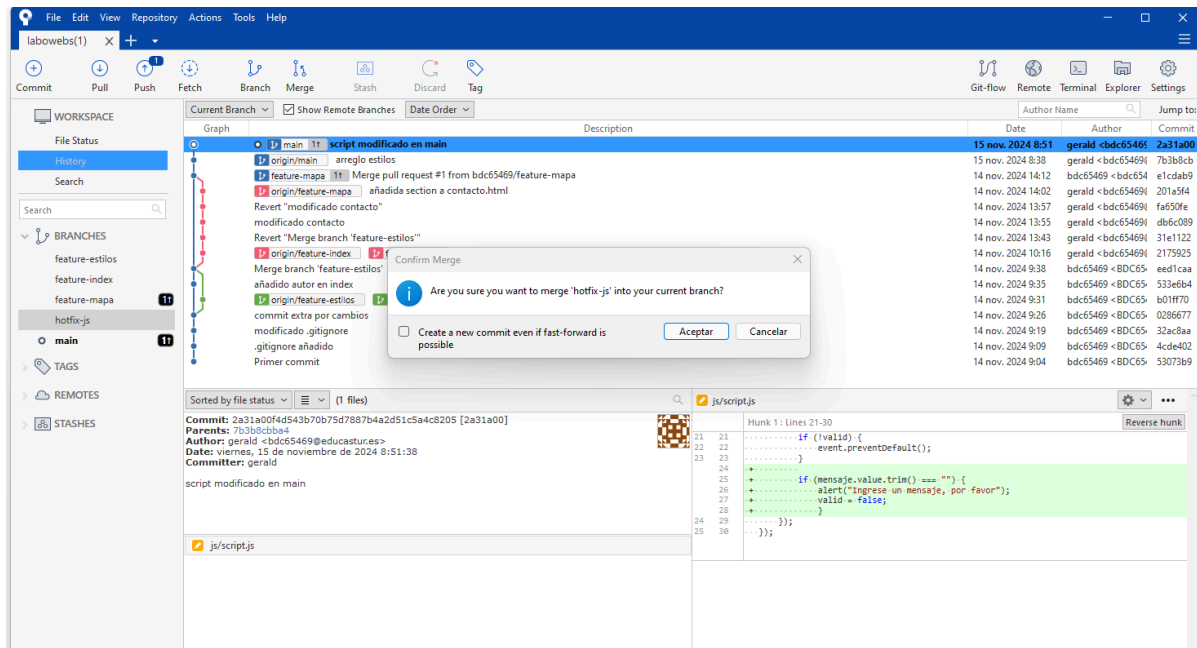 File Edit View Repository Actions Tools Help
labowebs(1)
1
Commit Pull Push Fetch Branch Merge Stash Discard Tag Git-flow Remote Terminal Explorer Settings
WORKSPACE
File Status
History
Search
Search
BRANCHES
feature-estilos
feature-index
feature-mapa 1↑
hotfix-js
main 1↑
TAGS
REMOTES
STASHES
Current Branch Show Remote Branches Date Order Author Name Jump to:
Graph Description Date Author Commit
main 1↑ script modificado en main 15 nov. 2024 8:51 gerald <bdc65469 2a31a00
origin/main arreglo estilos 15 nov. 2024 8:38 gerald <bdc65469( 7b3b8cb
feature-mapa 1↑ Merge pull request #1 from bdc65469/feature-mapa 14 nov. 2024 14:12 bdc65469 <bdc654 e1cdab9
origin/feature-mapa añadida section a contacto.html 14 nov. 2024 14:02 gerald <bdc65469( 201a5f4
Revert "modificado contacto" 14 nov. 2024 13:57 gerald <bdc65469( fa650fe
modificado contacto 14 nov. 2024 13:55 gerald <bdc65469( db6c089
Revert "Merge branch 'feature-estilos'" 14 nov. 2024 13:43 gerald <bdc65469( 31e1122
origin/feature-index f 14 nov. 2024 10:16 gerald <bdc65469( 2175925
Merge branch 'feature-estilos' 14 nov. 2024 9:38 bdc65469 <BDC65 eed1caa
añadido autor en index 14 nov. 2024 9:35 bdc65469 <BDC65 533e6b4
origin/feature-estilos 14 nov. 2024 9:31 bdc65469 <BDC65 b01ff70
commit extra por cambios 14 nov. 2024 9:26 bdc65469 <BDC65 0286677
modificado .gitignore 14 nov. 2024 9:19 bdc65469 <BDC65 32ac8aa
.gitignore añadido 14 nov. 2024 9:09 bdc65469 <BDC65 4cde402
Primer commit 14 nov. 2024 9:04 bdc65469 <BDC65 53073b9
Confirm Merge
Are you sure you want to merge 'hotfix-js' into your current branch?
Create a new commit even if fast-forward is
possible
Aceptar Cancelar
Sorted by file status (1 files)
Commit: 2a31a00f4d543b70b75d7887b4a2d51c5a4c8205 [2a31a00]
Parents: 7b3b8cbba4
Author: gerald <bdc65469@educastur.es>
Date: viernes, 15 de noviembre de 2024 8:51:38
Committer: gerald
script modificado en main
js/script.js
js/script.js
Hunk 1 : Lines 21-30 Reverse hunk
21 21 if (!valid) {
22 22 event.preventDefault();
23 23 }
24 +
25 + if (mensaje.value.trim() === "") {
26 + alert("Ingrese un mensaje, por favor");
27 + valid = false;
28 + }
24 29 });
25 30 });